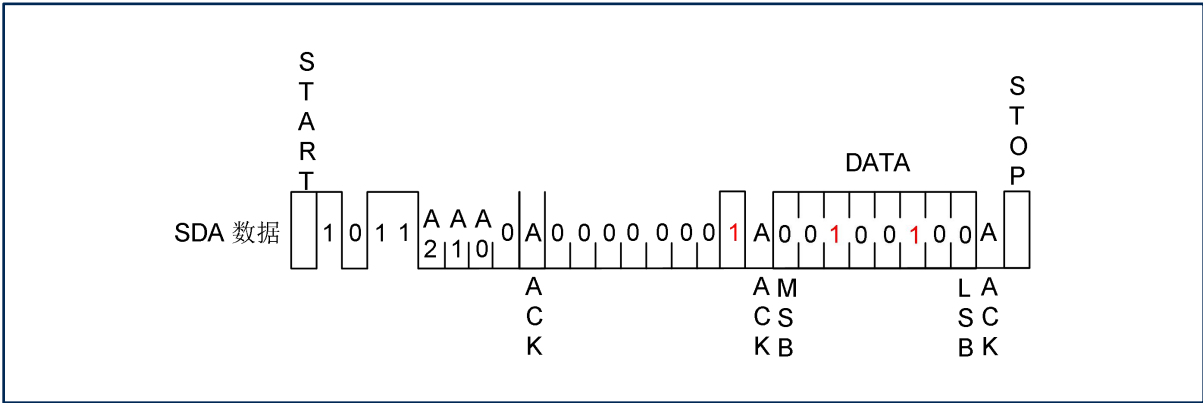 START
STOP
DATA
SDA 数据
1 0 1 1 A2 A1 A0 0 A 0 0 0 0 0 0 0 1 A 0 0 1 0 0 1 0 0 A
ACK
ACK
MSB
LSB
ACK